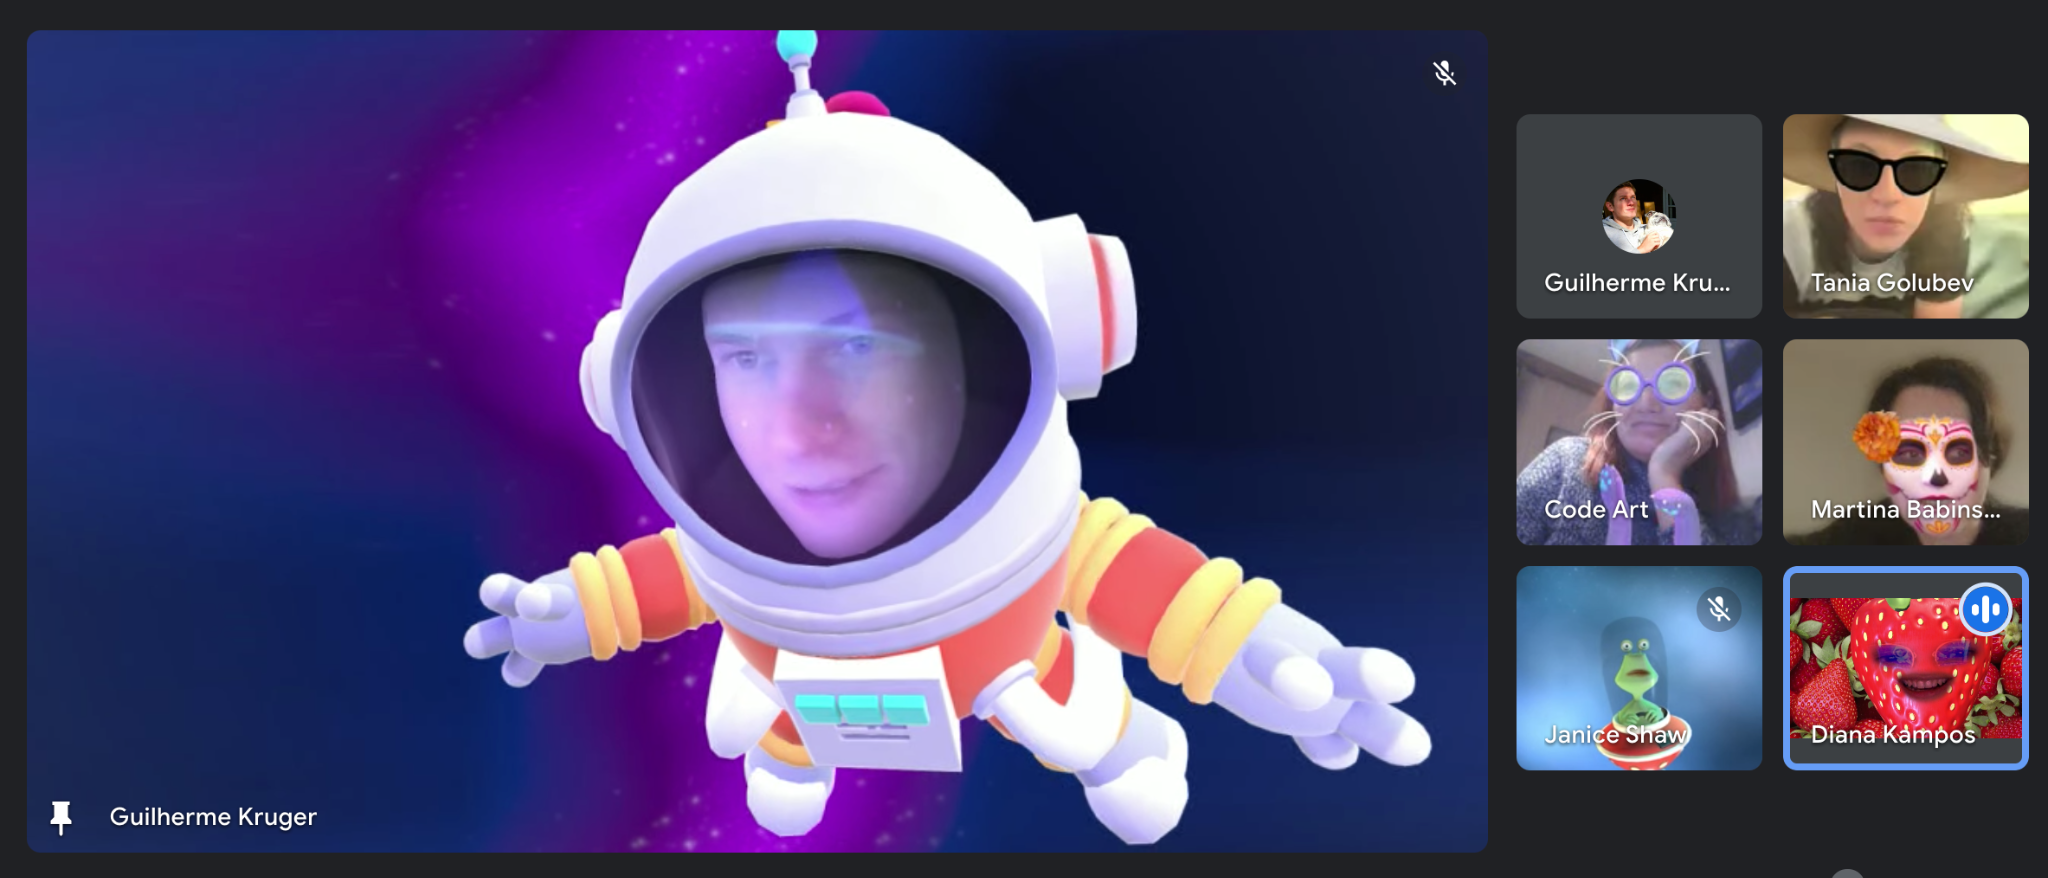 Guilherme Kruger
Guilherme Kru...
Tania Golubev
Code Art
Martina Babins...
Janice Shaw
Diana Kampos